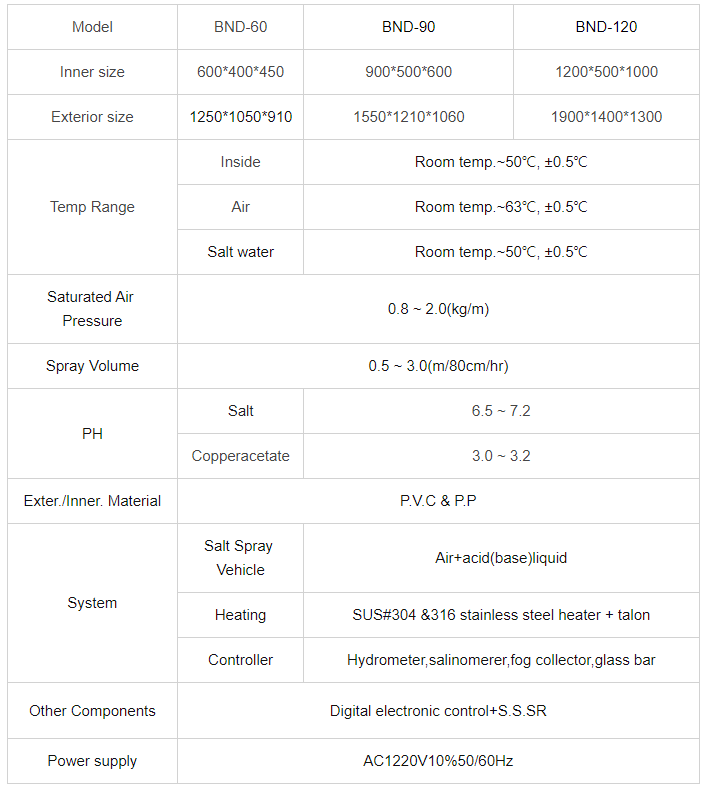 Model BND-60 BND-90 BND-120
Inner size 600*400*450 900*500*600 1200*500*1000
Exterior size 1250*1050*910 1550*1210*1060 1900*1400*1300
Temp Range
Inside Room temp.~50℃, ±0.5℃
Air Room temp.~63℃, ±0.5℃
Salt water Room temp.~50℃, ±0.5℃
Saturated Air
Pressure
0.8 ~ 2.0(kg/m)
Spray Volume 0.5 ~ 3.0(m/80cm/hr)
PH
Salt 6.5 ~ 7.2
Copperacetate 3.0 ~ 3.2
Exter./Inner. Material P.V.C & P.P
System
Salt Spray
Vehicle
Air+acid(base)liquid
Heating SUS#304 &316 stainless steel heater + talon
Controller Hydrometer,salinomerer,fog collector,glass bar
Other Components Digital electronic control+S.S.SR
Power supply AC1220V10%50/60Hz